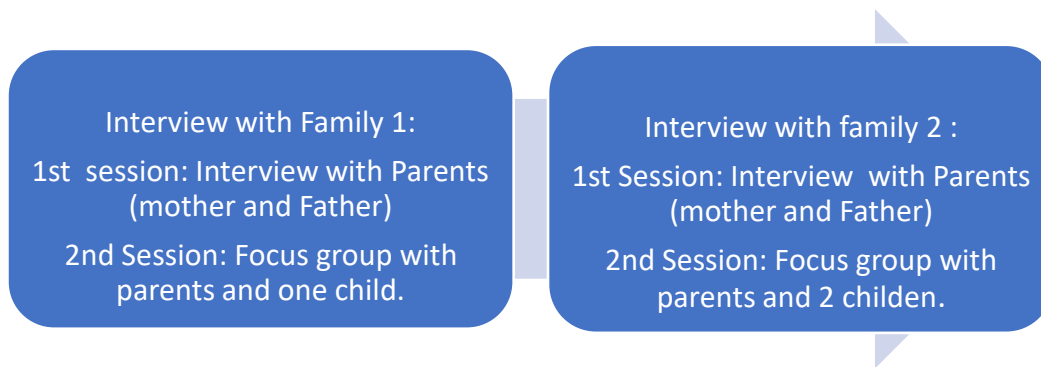 Interview with Family 1:
1st  session: Interview with Parents
(mother and Father)
2nd Session: Focus group with
parents and one child.
Interview with family 2 :
1st Session: Interview  with Parents
(mother and Father)
2nd Session: Focus group with
parents and 2 childen.